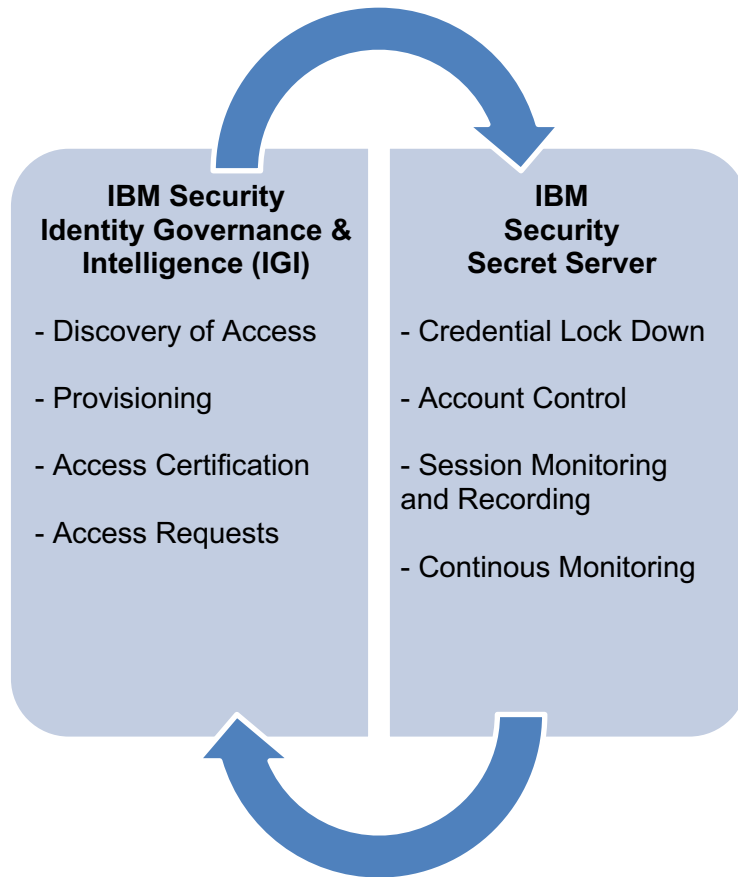 IBM Security
Identity Governance &
Intelligence (IGI)
- Discovery of Access
- Provisioning
- Access Certification
- Access Requests
IBM
Security
Secret Server
- Credential Lock Down
- Account Control
- Session Monitoring
and Recording
- Continous Monitoring